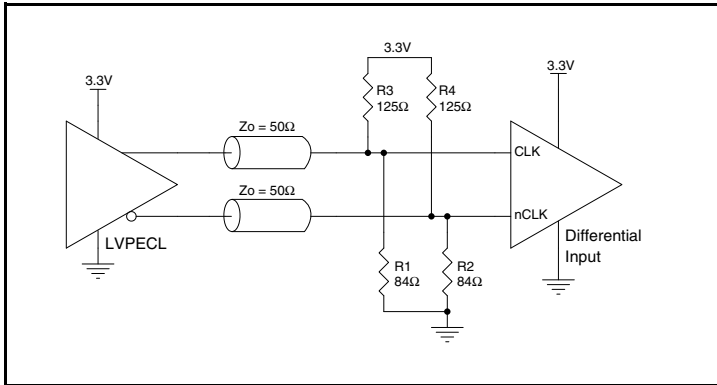 3.3V
3.3V
3.3V
R3
125Ω
R4
125Ω
Zo = 50Ω
CLK
Zo = 50Ω
nCLK
LVPECL
Differential
Input
R1
84Ω
R2
84Ω